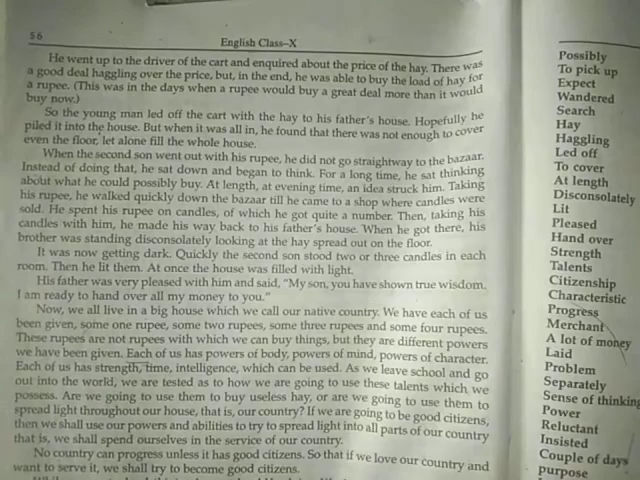 56
English Class–X
He went up to the driver of the cart and enquired about the price of the hay. There was
a good deal haggling over the price, but, in the end, he was able to buy the load of hay for
a rupee. (This was in the days when a rupee would buy a great deal more than it would
buy now.)
So the young man led off the cart with the hay to his father's house. Hopefully he
piled it into the house. But when it was all in, he found that there was not enough to cover
even the floor, let alone fill the whole house.
When the second son went out with his rupee, he did not go straightway to the bazaar.
Instead of doing that, he sat down and began to think. For a long time, he sat thinking
about what he could possibly buy. At length, at evening time, an idea struck him. Taking
his rupee, he walked quickly down the bazaar till he came to a shop where candles were
sold. He spent his rupee on candles, of which he got quite a number. Then, taking his
candles with him, he made his way back to his father's house. When he got there, his
brother was standing disconsolately looking at the hay spread out on the floor.
It was now getting dark. Quickly the second son stood two or three candles in each
room. Then he lit them. At once the house was filled with light.
His father was very pleased with him and said, "My son, you have shown true wisdom.
I am ready to hand over all my money to you."
Now, we all live in a big house which we call our native country. We have each of us
been given, some one rupee, some two rupees, some three rupees and some four rupees.
These rupees are not rupees with which we can buy things, but they are different powers
we have been given. Each of us has powers of body, powers of mind, powers of character.
Each of us has strength, time, intelligence, which can be used. As we leave school and go
out into the world, we are tested as to how we are going to use these talents which we
possess. Are we going to use them to buy useless hay, or are we going to use them to
spread light throughout our house, that is, our country? If we are going to be good citizens,
then we shall use our powers and abilities to try to spread light into all parts of our country
that is, we shall spend ourselves in the service of our country.
No country can progress unless it has good citizens. So that if we love our country and
want to serve it, we shall try to become good citizens.
Possibly
To pick up
Expect
Wandered
Search
Hay
Haggling
Led off
To cover
At length
Disconsolately
Lit
Pleased
Hand over
Strength
Talents
Citizenship
Characteristic
Progress
Merchant
A lot of money
Laid
Problem
Separately
Sense of thinking
Power
Reluctant
Insisted
Couple of days
purpose